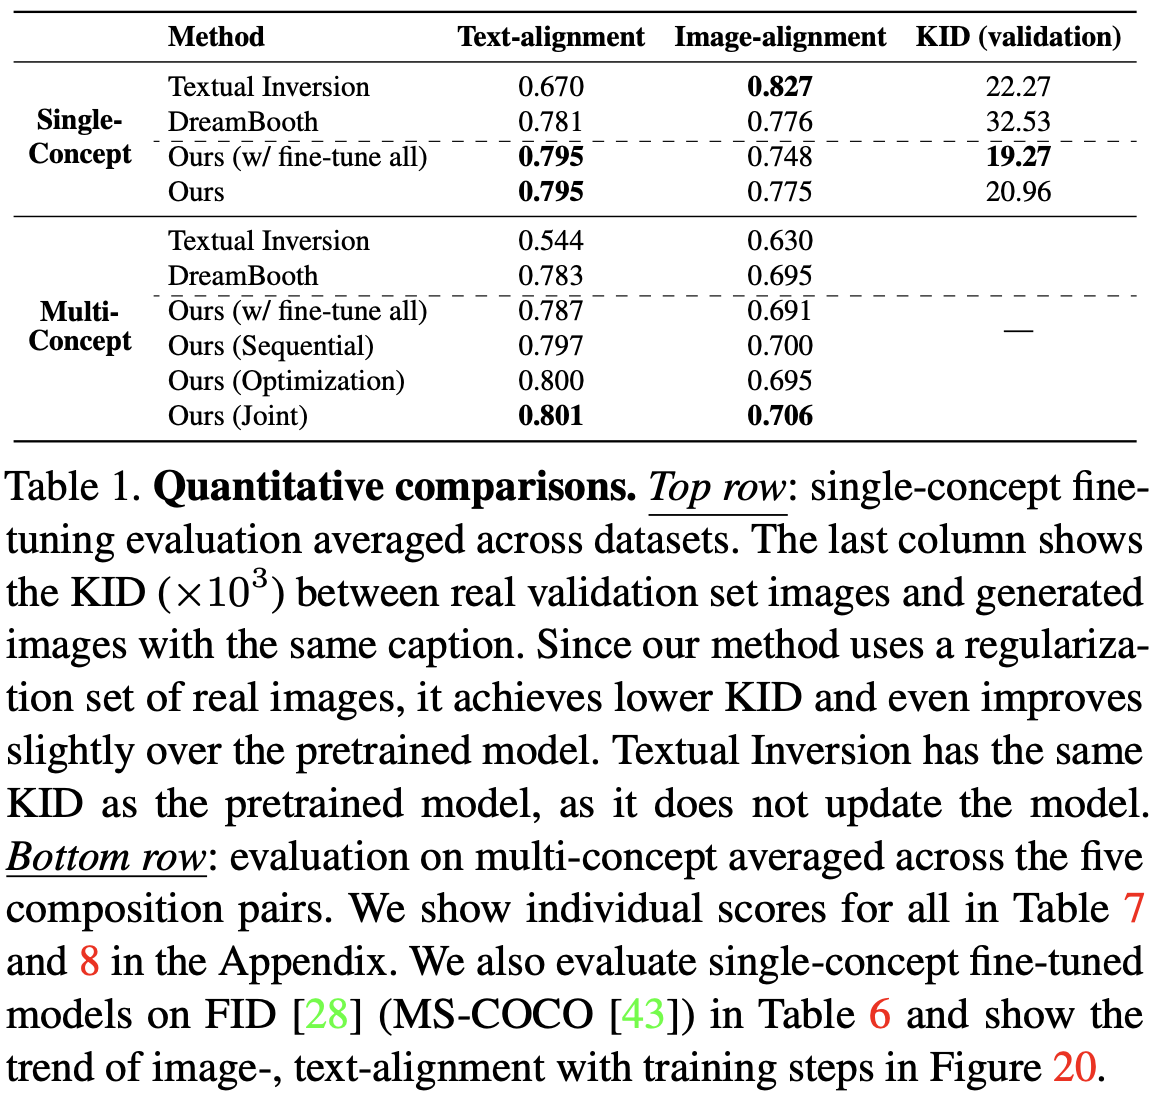 Method Text-alignment Image-alignment KID (validation)
Textual Inversion 0.670 0.827 22.27
Single- DreamBooth 0.781 0.776 32.53
Concept Ours (w/ fine-tune all) 0.795 0.748 19.27
Ours 0.795 0.775 20.96
Textual Inversion 0.544 0.630
DreamBooth 0.783 0.695
Multi- Ours (w/ fine-tune all) 0.787 0.691
Concept Ours (Sequential) 0.797 0.700 —
Ours (Optimization) 0.800 0.695
Ours (Joint) 0.801 0.706
Table 1. Quantitative comparisons. Top row: single-concept fine-
tuning evaluation averaged across datasets. The last column shows
the KID (×10³) between real validation set images and generated
images with the same caption. Since our method uses a regulariza-
tion set of real images, it achieves lower KID and even improves
slightly over the pretrained model. Textual Inversion has the same
KID as the pretrained model, as it does not update the model.
Bottom row: evaluation on multi-concept averaged across the five
composition pairs. We show individual scores for all in Table 7
and 8 in the Appendix. We also evaluate single-concept fine-tuned
models on FID [28] (MS-COCO [43]) in Table 6 and show the
trend of image-, text-alignment with training steps in Figure 20.